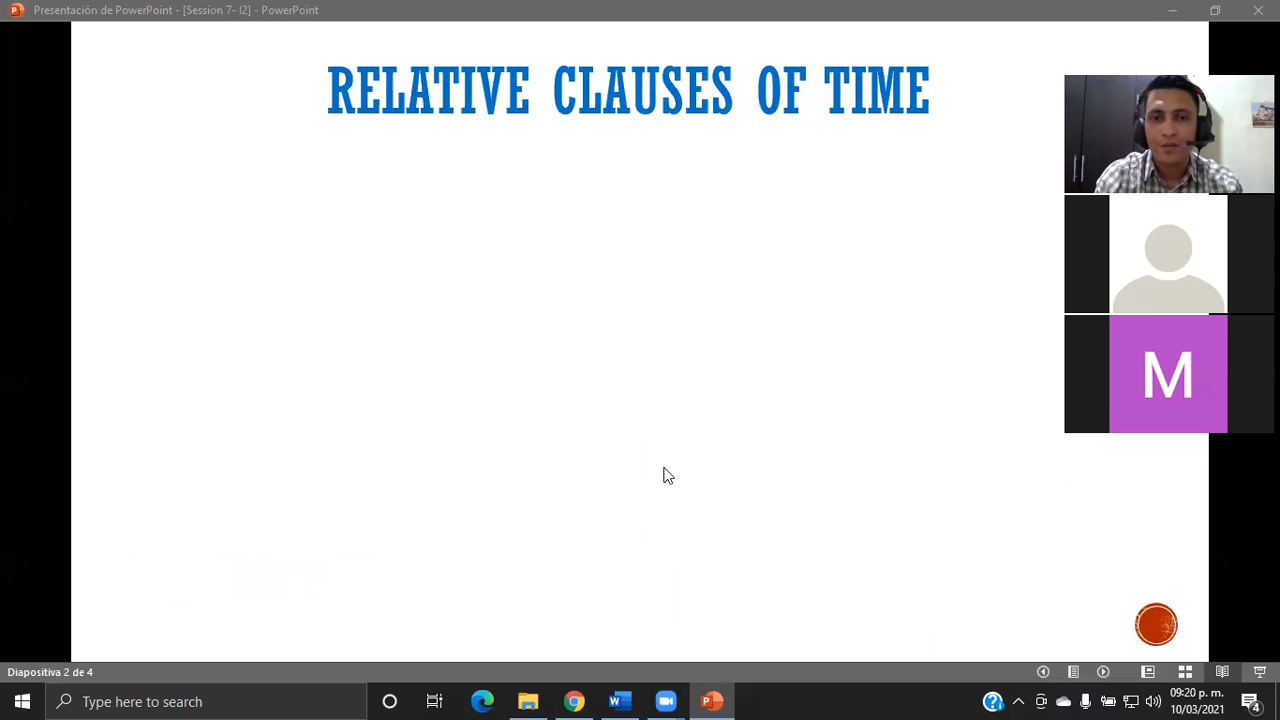 Presentación de PowerPoint - [Session 7- I2] - PowerPoint
RELATIVE CLAUSES OF TIME
M
Diapositiva 2 de 4
Type here to search
09:20 p. m.
10/03/2021
4